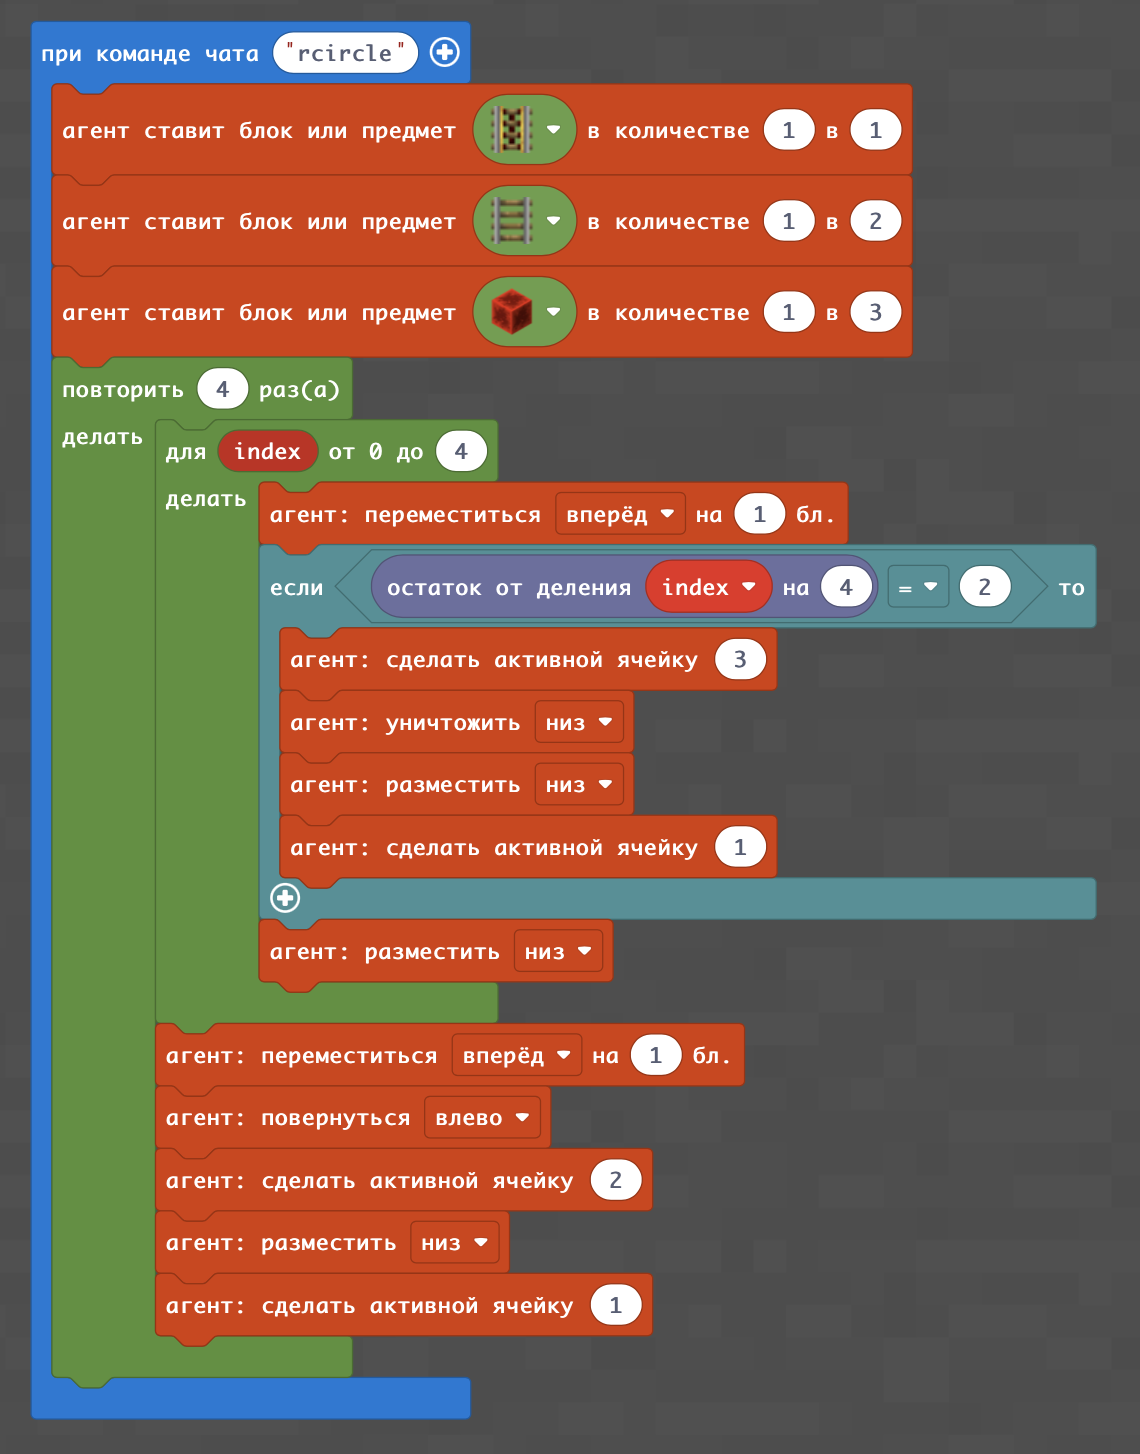 при команде чата "rcircle"
агент ставит блок или предмет в количестве 1 в 1
агент ставит блок или предмет в количестве 1 в 2
агент ставит блок или предмет в количестве 1 в 3
повторить 4 раз(а)
делать
для index от 0 до 4
делать
агент: переместиться вперёд на 1 бл.
если остаток от деления index на 4 = 2 то
агент: сделать активной ячейку 3
агент: уничтожить низ
агент: разместить низ
агент: сделать активной ячейку 1
агент: разместить низ
агент: переместиться вперёд на 1 бл.
агент: повернуться влево
агент: сделать активной ячейку 2
агент: разместить низ
агент: сделать активной ячейку 1